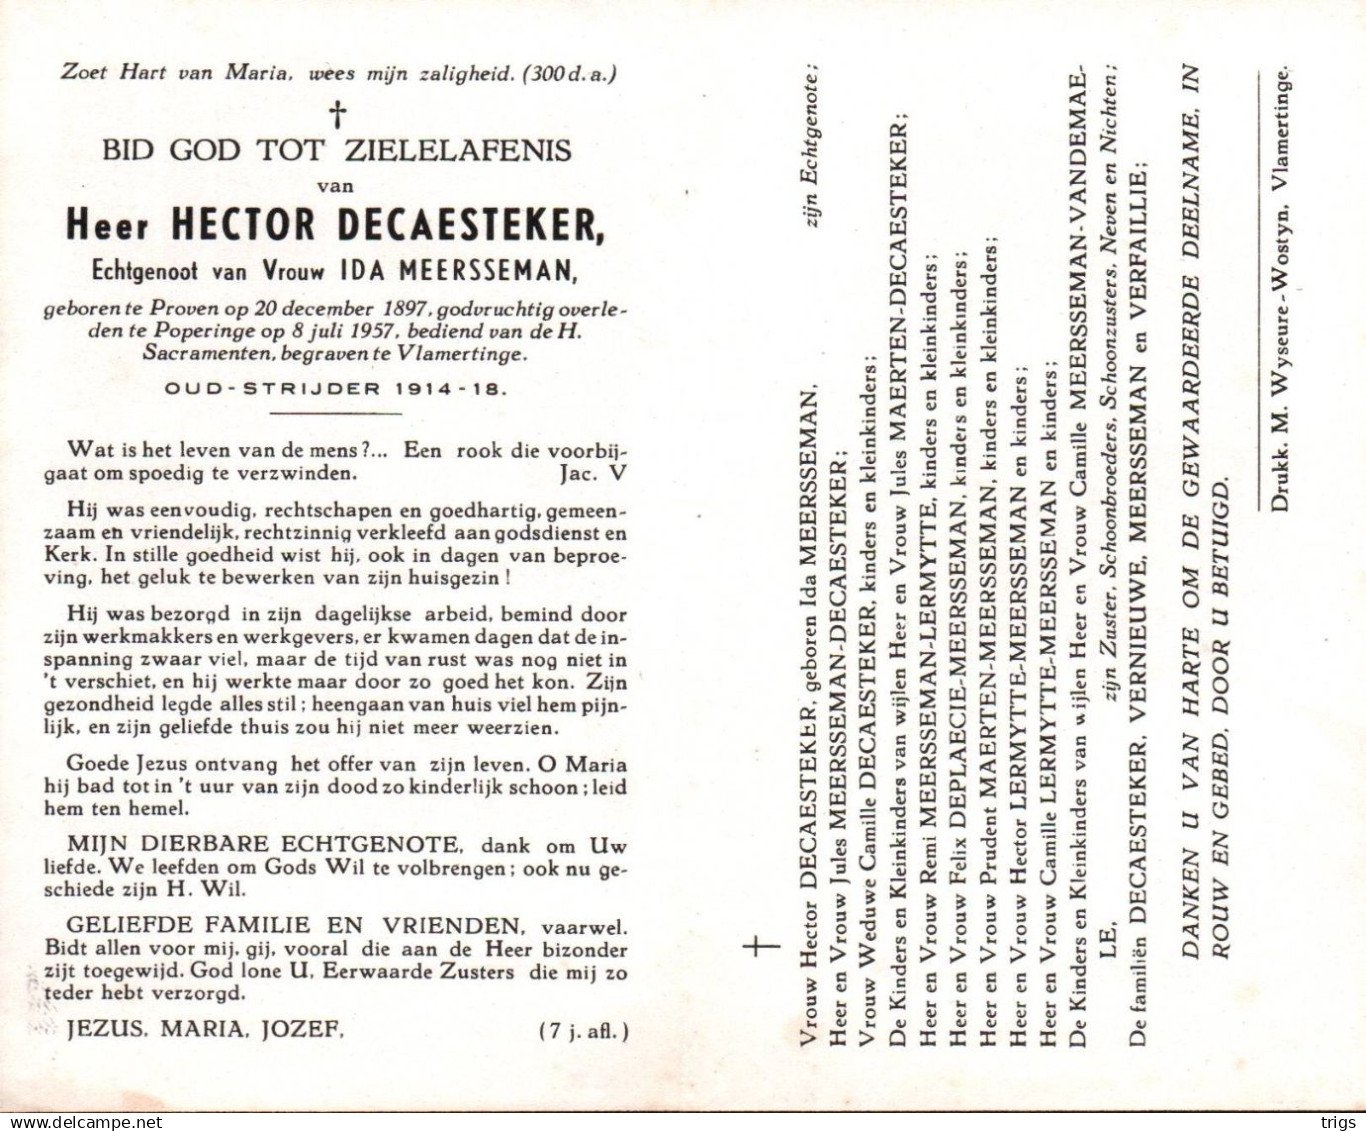 Zoet Hart van Maria, wees mijn zaligheid. (300 d. a.)
†
BID GOD TOT ZIELELAFENIS
van
Heer HECTOR DECAESTEKER,
Echtgenoot van Vrouw IDA MEERSSEMAN,
geboren te Proven op 20 december 1897, godvruchtig overle-
den te Poperinge op 8 juli 1957, bediend van de H.
Sacramenten, begraven te Vlamertinge.
OUD-STRIJDER 1914-18.
Wat is het leven van de mens?... Een rook die voorbij-
gaat om spoedig te verzwinden. Jac. V
Hij was eenvoudig, rechtschapen en goedhartig, gemeen-
zaam en vriendelijk, rechtzinnig verkleefd aan godsdienst en
Kerk. In stille goedheid wist hij, ook in dagen van beproe-
ving, het geluk te bewerken van zijn huisgezin !
Hij was bezorgd in zijn dagelijkse arbeid, bemind door
zijn werkmakkers en werkgevers, er kwamen dagen dat de in-
spanning zwaar viel, maar de tijd van rust was nog niet in
't verschiet, en hij werkte maar door zo goed het kon. Zijn
gezondheid legde alles stil ; heengaan van huis viel hem pijn-
lijk, en zijn geliefde thuis zou hij niet meer weerzien.
Goede Jezus ontvang het offer van zijn leven. O Maria
hij bad tot in 't uur van zijn dood zo kinderlijk schoon ; leid
hem ten hemel.
MIJN DIERBARE ECHTGENOTE, dank om Uw
liefde. We leefden om Gods Wil te volbrengen ; ook nu ge-
schiede zijn H. Wil.
GELIEFDE FAMILIE EN VRIENDEN, vaarwel.
Bidt allen voor mij, gij, vooral die aan de Heer bizonder
zijt toegewijd. God lone U, Eerwaarde Zusters die mij zo
teder hebt verzorgd.
JEZUS, MARIA, JOZEF, (7 j. afl.)
†
Vrouw Hector DECAESTEKER, geboren Ida MEERSSEMAN, zijn Echtgenote ;
Heer en Vrouw Jules MEERSSEMAN-DECAESTEKER ;
Vrouw Weduwe Camille DECAESTEKER, kinders en kleinkinders ;
De Kinders en Kleinkinders van wijlen Heer en Vrouw Jules MAERTEN-DECAESTEKER ;
Heer en Vrouw Remi MEERSSEMAN-LERMYTTE, kinders en kleinkinders ;
Heer en Vrouw Felix DEPLAECIE-MEERSSEMAN, kinders en kleinkinders ;
Heer en Vrouw Prudent MAERTEN-MEERSSEMAN, kinders en kleinkinders ;
Heer en Vrouw Hector LERMYTTE-MEERSSEMAN en kinders ;
Heer en Vrouw Camille LERMYTTE-MEERSSEMAN en kinders ;
De Kinders en Kleinkinders van wijlen Heer en Vrouw Camille MEERSSEMAN-VANDEMAE-
LE, zijn Zuster, Schoonbroeders, Schoonzusters, Neven en Nichten ;
De familiën DECAESTEKER, VERNIEUWE, MEERSSEMAN en VERFAILLIE ;
DANKEN U VAN HARTE OM DE GEWAARDEERDE DEELNAME, IN
ROUW EN GEBED, DOOR U BETUIGD.
Drukk. M. Wyseure-Wostyn, Vlamertinge.
DELCAMPE.NET
trigs